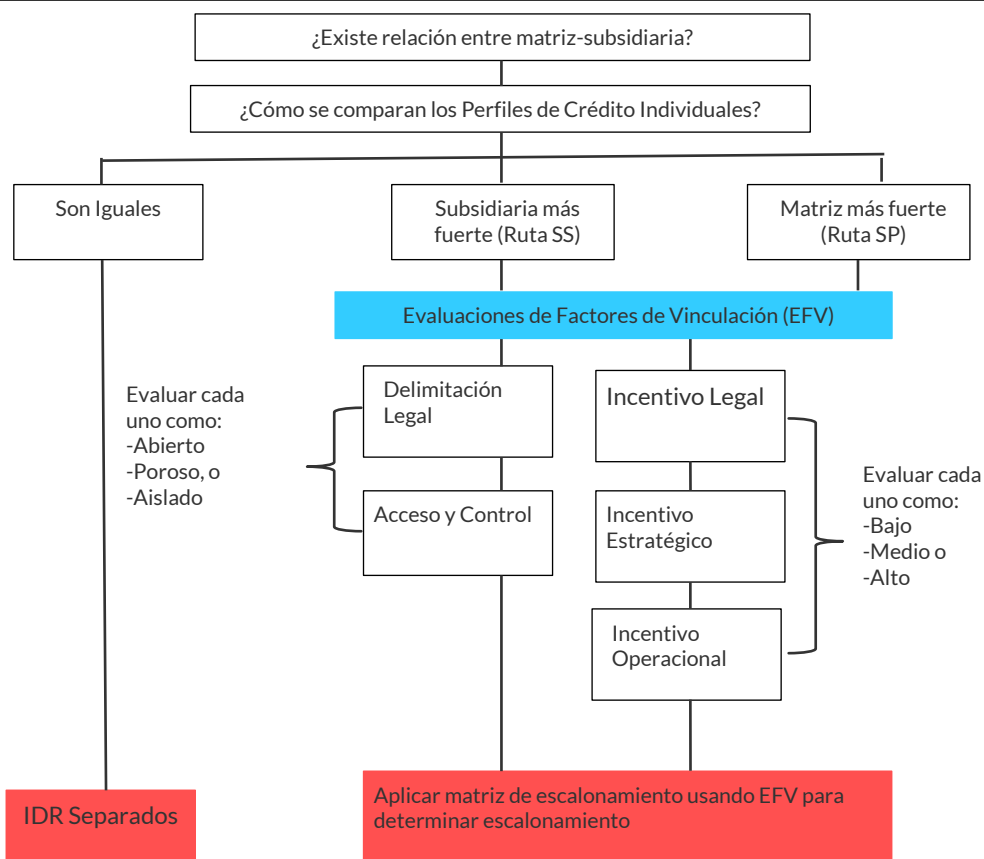 ¿Existe relación entre matriz-subsidiaria?
¿Cómo se comparan los Perfiles de Crédito Individuales?
Son Iguales
Subsidiaria más
fuerte (Ruta SS)
Matriz más fuerte
(Ruta SP)
Evaluaciones de Factores de Vinculación (EFV)
Evaluar cada
uno como:
-Abierto
-Poroso, o
-Aislado
Delimitación
Legal
Acceso y Control
Incentivo Legal
Incentivo
Estratégico
Incentivo
Operacional
Evaluar cada
uno como:
-Bajo
-Medio o
-Alto
IDR Separados
Aplicar matriz de escalonamiento usando EFV para
determinar escalonamiento